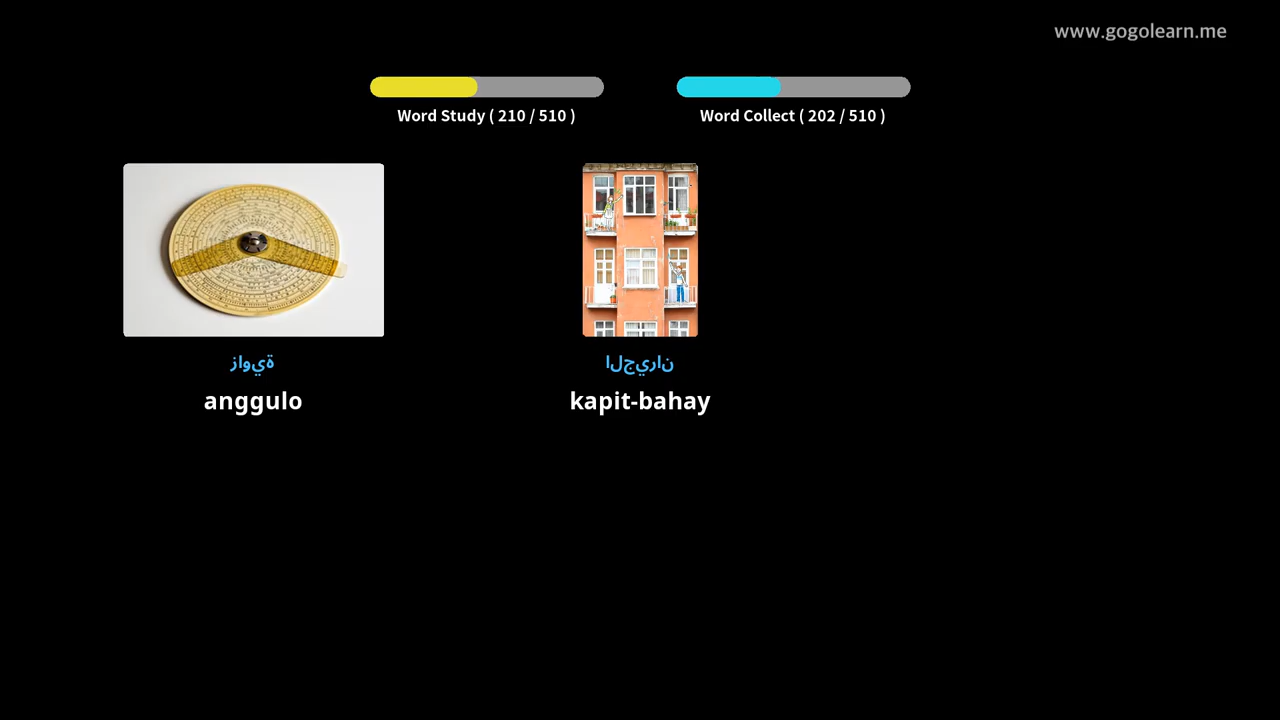 www.gogolearn.me
Word Study ( 210 / 510 )
Word Collect ( 202 / 510 )
زاوية
anggulo
الجيران
kapit-bahay